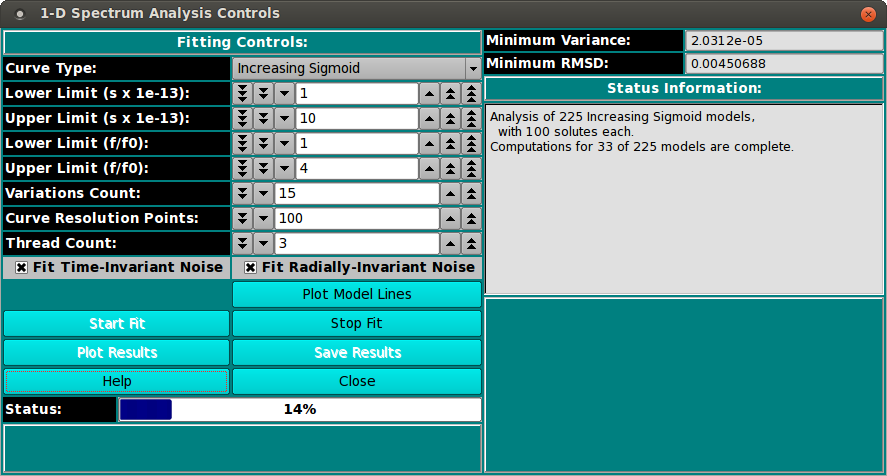 1-D Spectrum Analysis Controls
Fitting Controls:
Curve Type: Increasing Sigmoid
Lower Limit (s x 1e-13): 1
Upper Limit (s x 1e-13): 10
Lower Limit (f/f0): 1
Upper Limit (f/f0): 4
Variations Count: 15
Curve Resolution Points: 100
Thread Count: 3
Fit Time-Invariant Noise Fit Radially-Invariant Noise
Plot Model Lines
Start Fit Stop Fit
Plot Results Save Results
Help Close
Status: 14%
Minimum Variance: 2.0312e-05
Minimum RMSD: 0.00450688
Status Information:
Analysis of 225 Increasing Sigmoid models,
with 100 solutes each.
Computations for 33 of 225 models are complete.